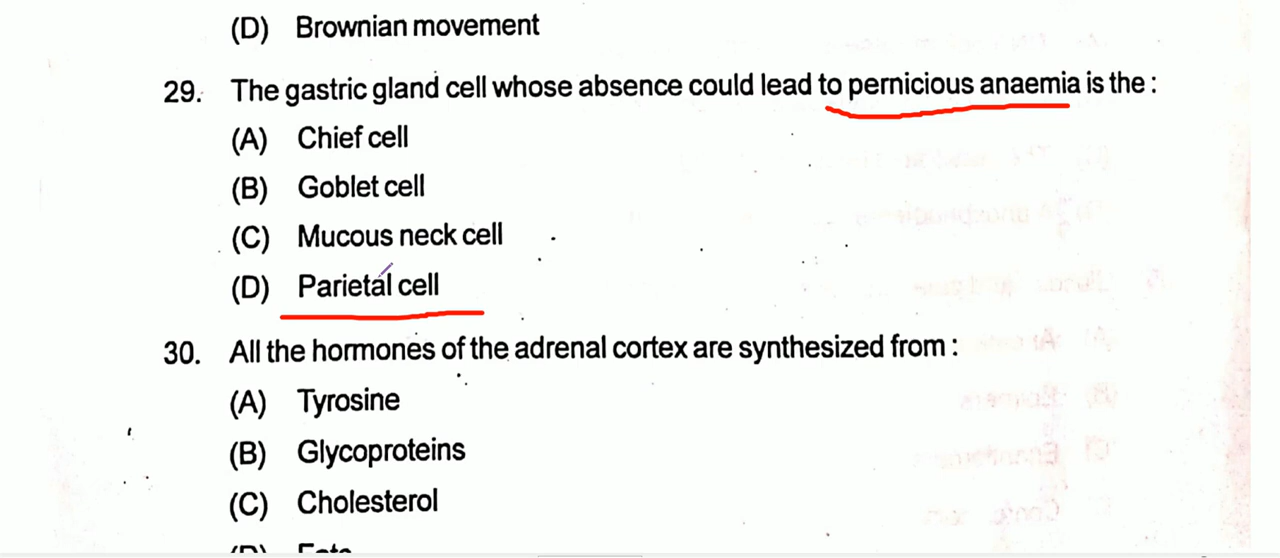 (D) Brownian movement
29. The gastric gland cell whose absence could lead to pernicious anaemia is the :
(A) Chief cell
(B) Goblet cell
(C) Mucous neck cell
(D) Parietal cell
30. All the hormones of the adrenal cortex are synthesized from :
(A) Tyrosine
(B) Glycoproteins
(C) Cholesterol